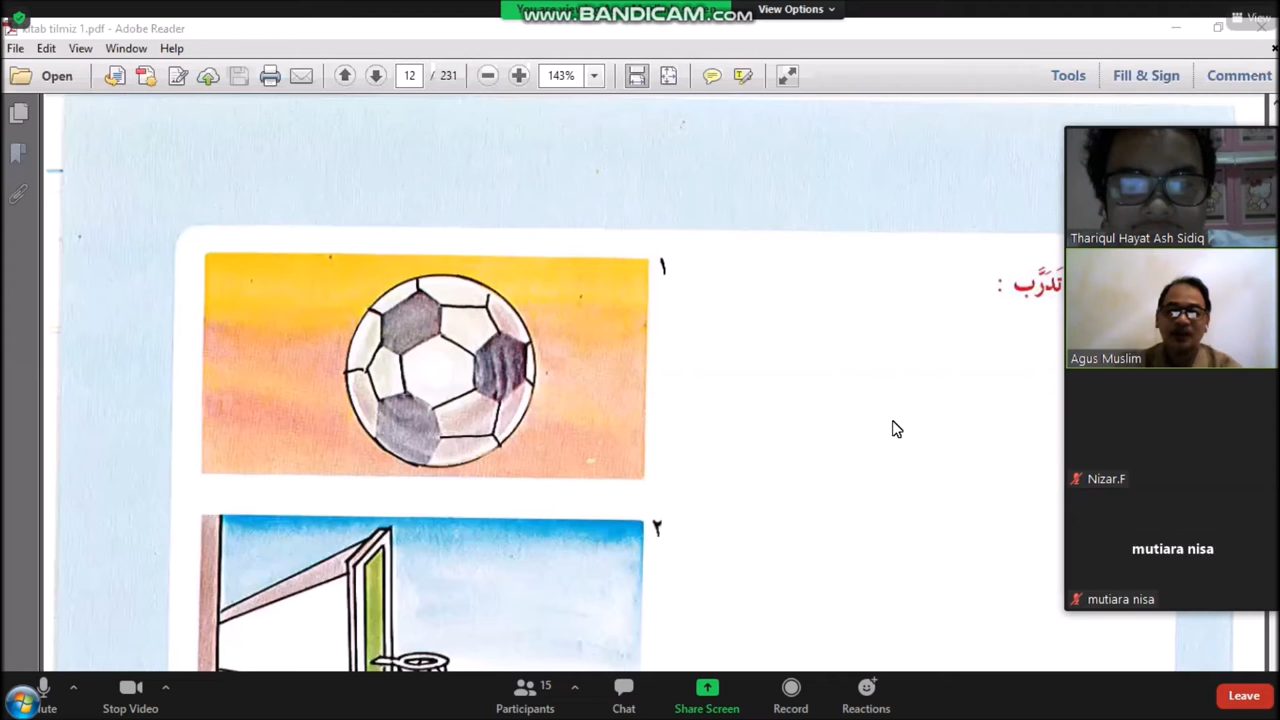 www.BANDICAM.com
View Options
View
kitab tilmiz 1.pdf - Adobe Reader
File Edit View Window Help
Open 12 / 231 143% Tools Fill & Sign Comment
١
تَدَرَّب :
٢
Thariqul Hayat Ash Sidiq
Agus Muslim
Nizar.F
mutiara nisa
mutiara nisa
Mute
Stop Video
Participants 15
Chat
Share Screen
Record
Reactions
Leave